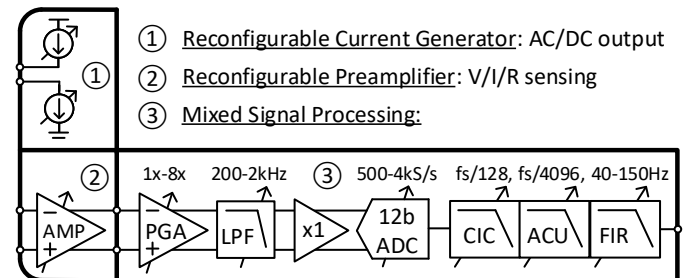 ① Reconfigurable Current Generator: AC/DC output
①
② Reconfigurable Preamplifier: V/I/R sensing
③ Mixed Signal Processing:
② 1x-8x 200-2kHz ③ 500-4kS/s fs/128, fs/4096, 40-150Hz
− AMP +
− PGA +
LPF
x1
12b
ADC
CIC
ACU
FIR